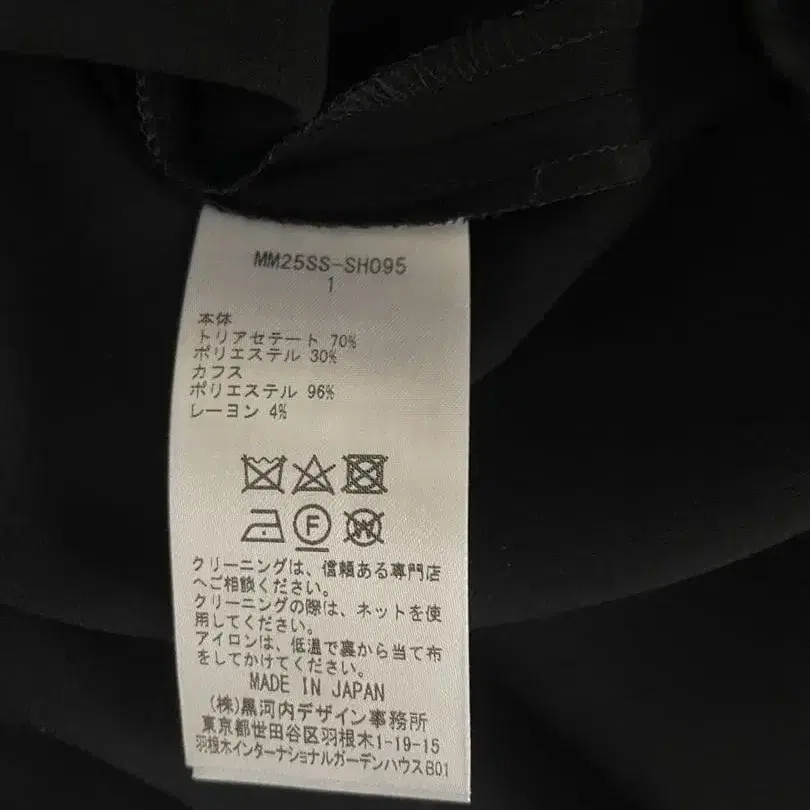 MM25SS-SH095
1
本体
トリアセテート 70%
ポリエステル 30%
カフス
ポリエステル 96%
レーヨン 4%
F
W
クリーニングは、信頼ある専門店
へご相談ください。
クリーニングの際は、ネットを使
用してください。
アイロンは、低温で裏から当て布
をしてかけてください。
MADE IN JAPAN
(株)黒河内デザイン事務所
東京都世田谷区羽根木1-19-15
羽根木インターナショナルガーデンハウスB01